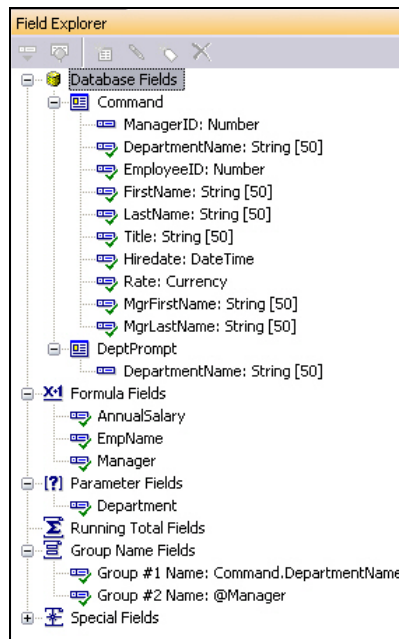 Field Explorer
Database Fields
Command
ManagerID: Number
DepartmentName: String [50]
EmployeeID: Number
FirstName: String [50]
LastName: String [50]
Title: String [50]
Hiredate: DateTime
Rate: Currency
MgrFirstName: String [50]
MgrLastName: String [50]
DeptPrompt
DepartmentName: String [50]
X+1 Formula Fields
AnnualSalary
EmpName
Manager
[?] Parameter Fields
Department
Σ Running Total Fields
Group Name Fields
Group #1 Name: Command.DepartmentName
Group #2 Name: @Manager
Special Fields